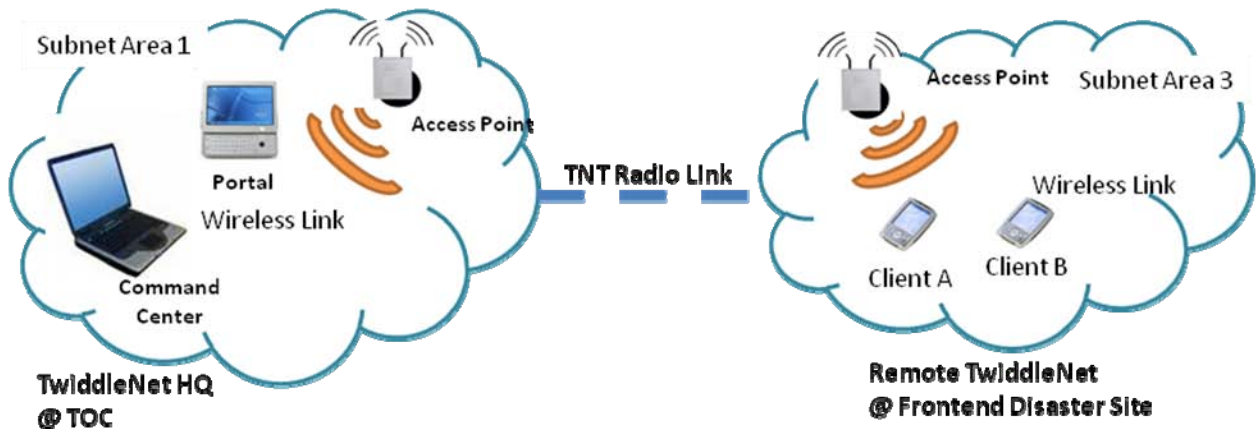 Subnet Area 1
Access Point
Portal
Wireless Link
Command
Center
TwiddleNet HQ
@ TOC
TNT Radio Link
Access Point
Subnet Area 3
Wireless Link
Client A
Client B
Remote TwiddleNet
@ Frontend Disaster Site